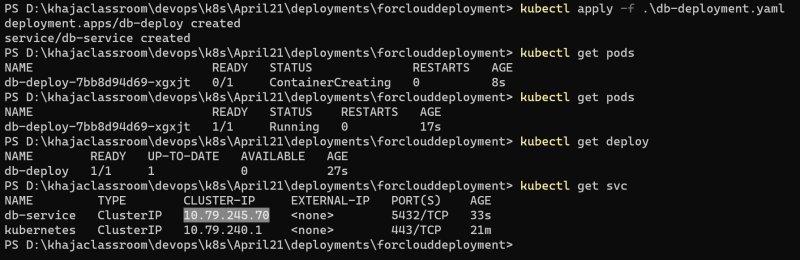 PS D:\khajaclassroom\devops\k8s\April21\deployments\forclouddeployment> kubectl apply -f .\db-deployment.yaml
deployment.apps/db-deploy created
service/db-service created
PS D:\khajaclassroom\devops\k8s\April21\deployments\forclouddeployment> kubectl get pods
NAME READY STATUS RESTARTS AGE
db-deploy-7bb8d94d69-xgxjt 0/1 ContainerCreating 0 8s
PS D:\khajaclassroom\devops\k8s\April21\deployments\forclouddeployment> kubectl get pods
NAME READY STATUS RESTARTS AGE
db-deploy-7bb8d94d69-xgxjt 1/1 Running 0 17s
PS D:\khajaclassroom\devops\k8s\April21\deployments\forclouddeployment> kubectl get deploy
NAME READY UP-TO-DATE AVAILABLE AGE
db-deploy 1/1 1 0 27s
PS D:\khajaclassroom\devops\k8s\April21\deployments\forclouddeployment> kubectl get svc
NAME TYPE CLUSTER-IP EXTERNAL-IP PORT(S) AGE
db-service ClusterIP 10.79.245.70 <none> 5432/TCP 33s
kubernetes ClusterIP 10.79.240.1 <none> 443/TCP 21m
PS D:\khajaclassroom\devops\k8s\April21\deployments\forclouddeployment>